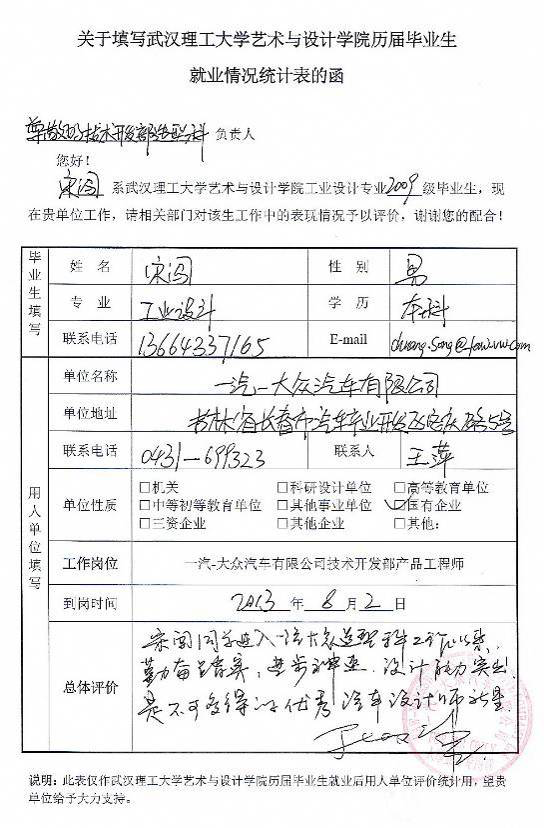 关于填写武汉理工大学艺术与设计学院历届毕业生
就业情况统计表的函
尊敬的技术开发部造型科 负责人
您好!
宋闯 系武汉理工大学艺术与设计学院工业设计专业2009级毕业生，现
在贵单位工作，请相关部门对该生工作中的表现情况予以评价，谢谢您的配合！
毕业生填写
姓 名 宋闯 性 别 男
专 业 工业设计 学 历 本科
联系电话 13664337165 E-mail chuang.song@faw-vw.com
用人单位填写
单位名称 一汽-大众汽车有限公司
单位地址 吉林省长春市汽车产业开发区安庆路5号
联系电话 0431-699323 联系人 王萍
单位性质
□机关 □科研设计单位 □高等教育单位
□中等初等教育单位 □其他事业单位 ☑国有企业
□三资企业 □其他企业 □其他:
工作岗位 一汽-大众汽车有限公司技术开发部产品工程师
到岗时间 2013 年 8 月 2 日
总体评价
宋闯同学进入一汽大众造型科工作以来,
勤奋踏实，进步神速，设计能力突出
是不可多得的优秀汽车设计师新星
说明：此表仅作武汉理工大学艺术与设计学院历届毕业生就业后用人单位评价统计用，望贵
单位给予大力支持。